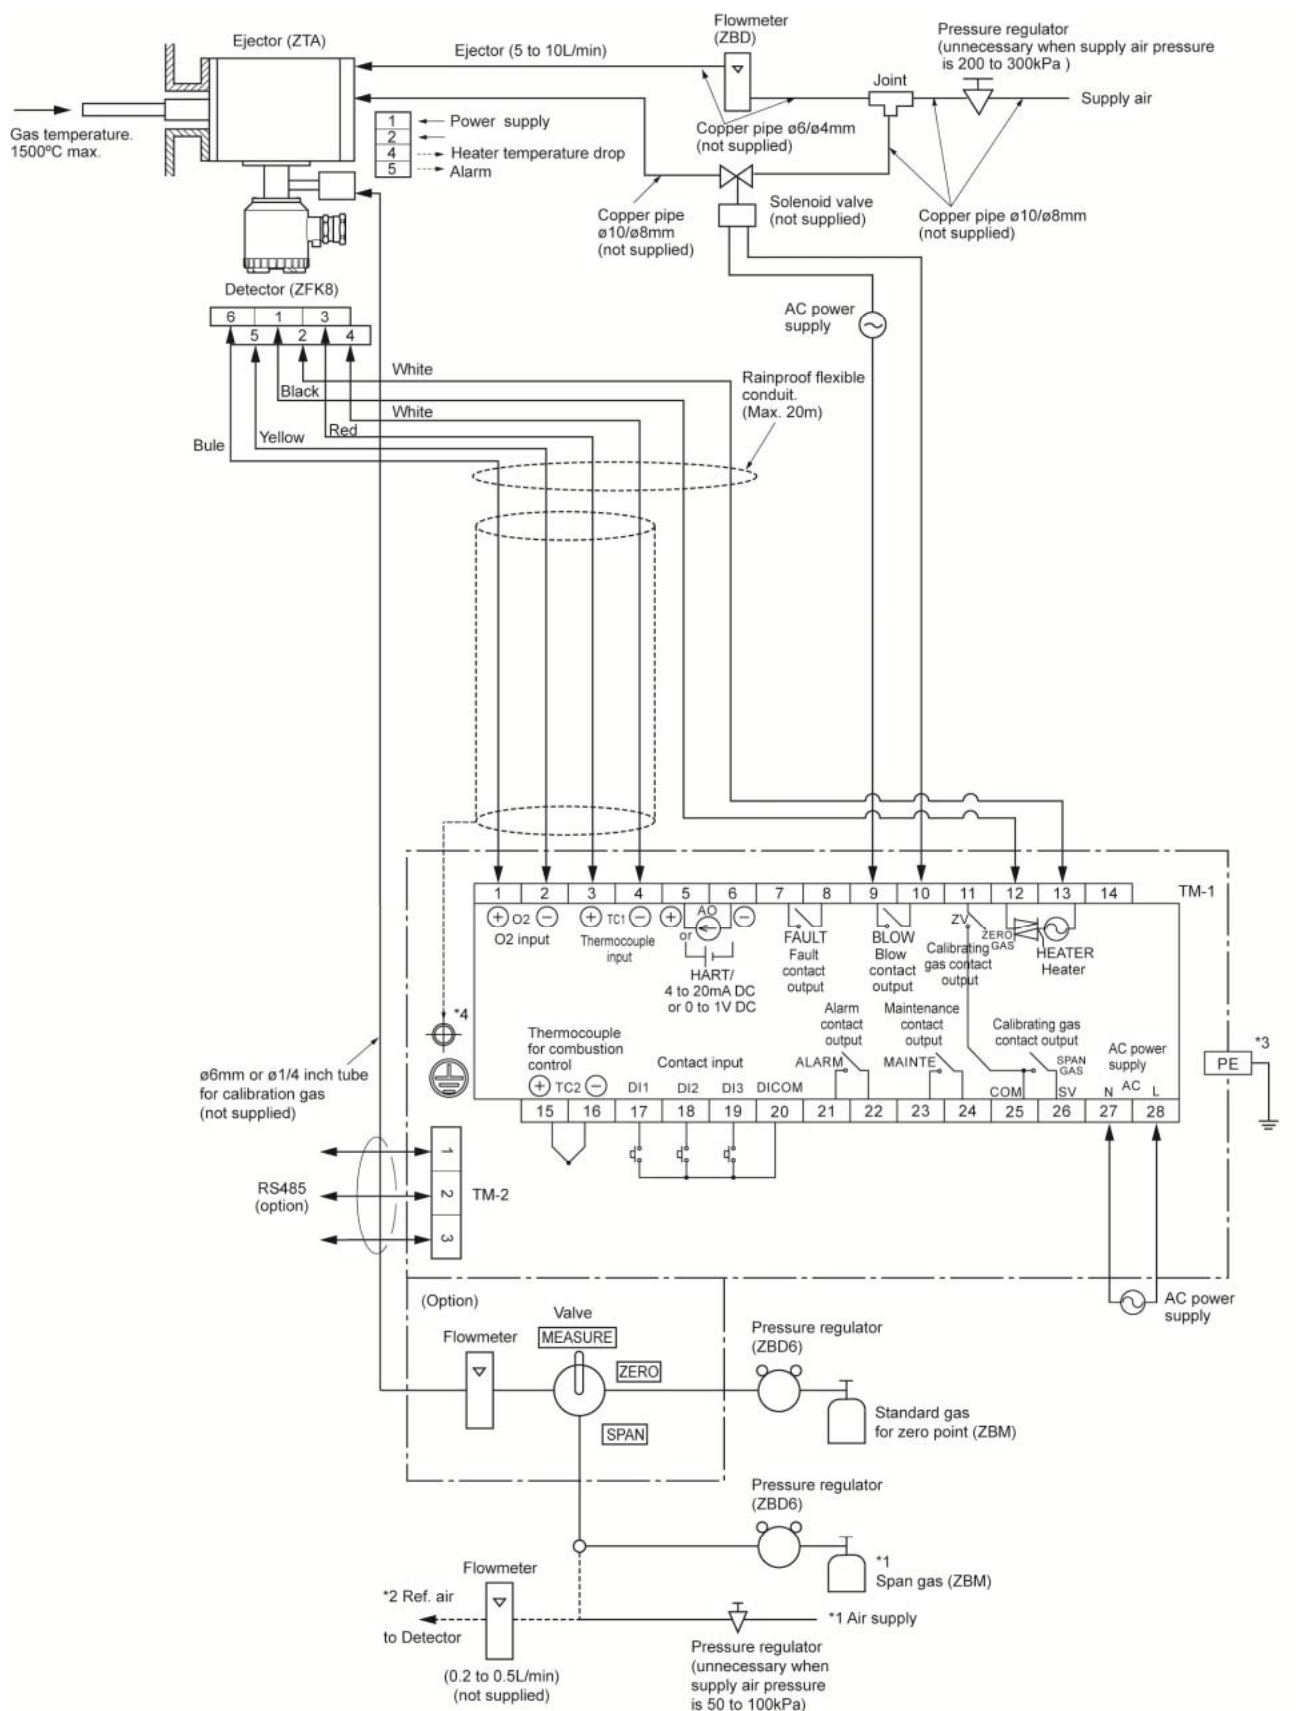 Flowmeter
(ZBD)
Pressure regulator
(unnecessary when supply air pressure
is 200 to 300kPa )
Ejector (ZTA)
Ejector (5 to 10L/min)
Joint
Supply air
Gas temperature.
1500ºC max.
1
Power supply
2
4
Heater temperature drop
5
Alarm
Copper pipe ø6/ø4mm
(not supplied)
Copper pipe
ø10/ø8mm
(not supplied)
Solenoid valve
(not supplied)
Copper pipe ø10/ø8mm
(not supplied)
Detector (ZFK8)
6 1 3
5 2 4
AC power
supply
White
Black
White
Red
Yellow
Bule
Rainproof flexible
conduit.
(Max. 20m)
1 2 3 4 5 6 7 8 9 10 11 12 13 14
TM-1
+ O2 −
O2 input
+ TC1 −
Thermocouple
input
+ AO −
or
HART/
4 to 20mA DC
or 0 to 1V DC
FAULT
Fault
contact
output
BLOW
Blow
contact
output
ZV
ZERO
GAS
Calibrating
gas contact
output
HEATER
Heater
*4
Thermocouple
for combustion
control
+ TC2 −
Contact input
DI1 DI2 DI3 DICOM
Alarm
contact
output
ALARM
Maintenance
contact
output
MAINTE
Calibrating gas
contact output
SPAN
GAS
COM
SV
AC power
supply
N AC L
15 16 17 18 19 20 21 22 23 24 25 26 27 28
PE
*3
ø6mm or ø1/4 inch tube
for calibration gas
(not supplied)
RS485
(option)
1
2
3
TM-2
AC power
supply
(Option)
Valve
Flowmeter
MEASURE
ZERO
SPAN
Pressure regulator
(ZBD6)
Standard gas
for zero point (ZBM)
Pressure regulator
(ZBD6)
*1
Span gas (ZBM)
Flowmeter
*2 Ref. air
to Detector
*1 Air supply
(0.2 to 0.5L/min)
(not supplied)
Pressure regulator
(unnecessary when
supply air pressure
is 50 to 100kPa)